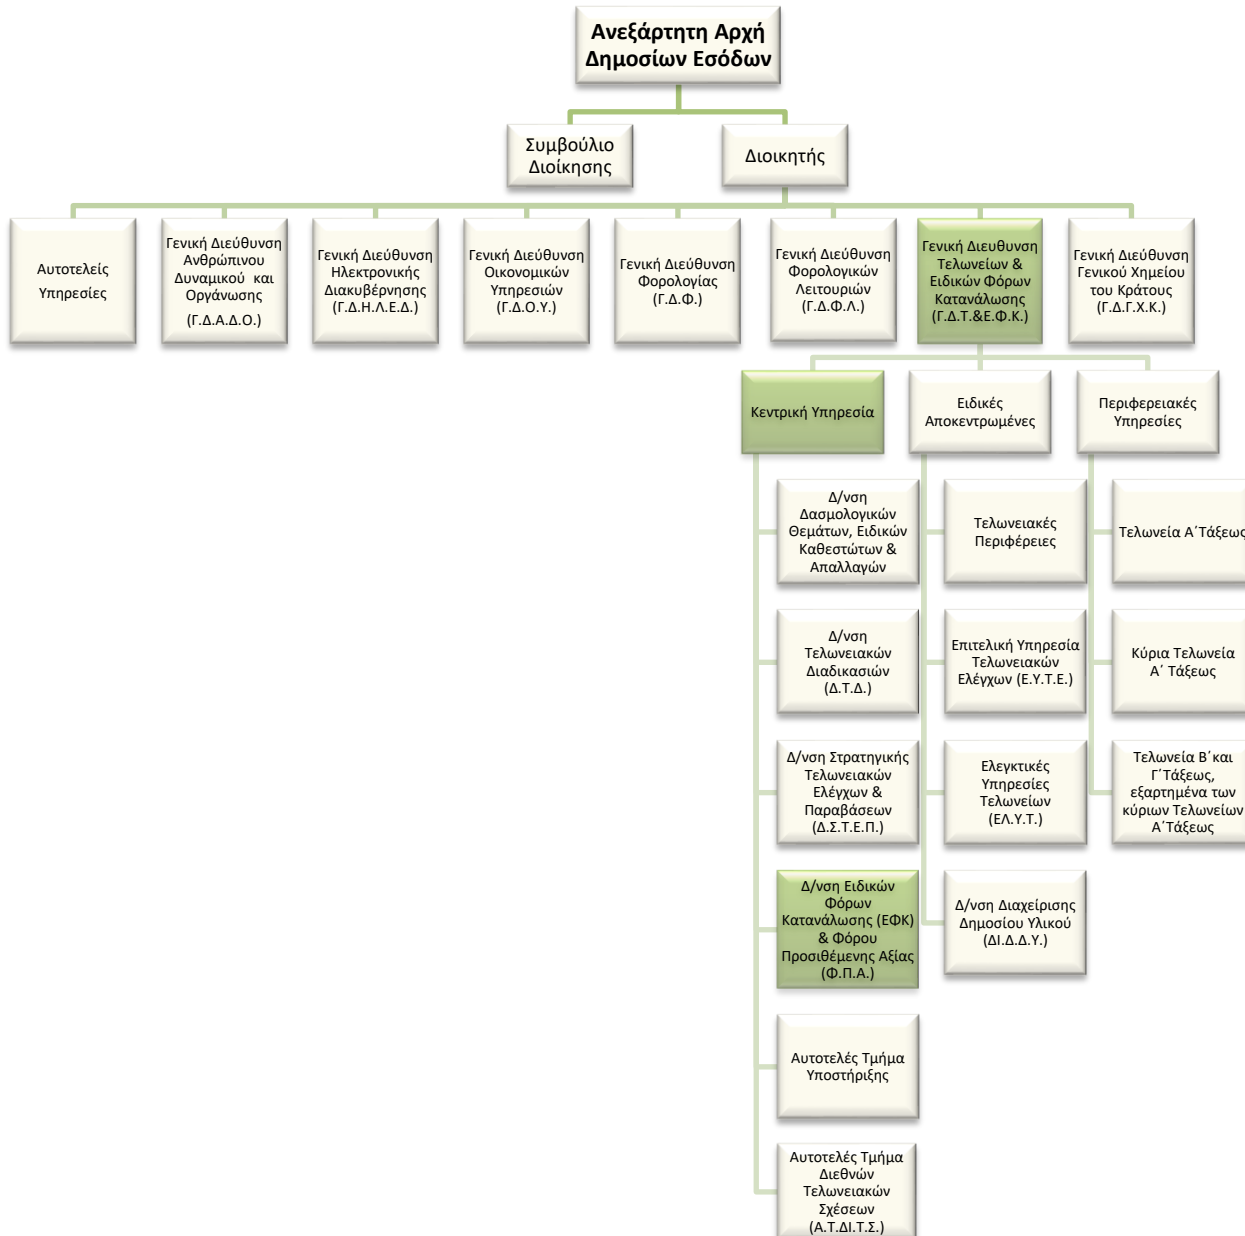 Ανεξάρτητη Αρχή
Δημοσίων Εσόδων
Συμβούλιο
Διοίκησης
Διοικητής
Αυτοτελείς
Υπηρεσίες
Γενική Διεύθυνση
Ανθρώπινου
Δυναμικού και
Οργάνωσης
(Γ.Δ.Α.Δ.Ο.)
Γενική Διεύθυνση
Ηλεκτρονικής
Διακυβέρνησης
(Γ.Δ.Η.Λ.Ε.Δ.)
Γενική Διεύθυνση
Οικονομικών
Υπηρεσιών
(Γ.Δ.Ο.Υ.)
Γενική Διεύθυνση
Φορολογίας
(Γ.Δ.Φ.)
Γενική Διεύθυνση
Φορολογικών
Λειτουριών
(Γ.Δ.Φ.Λ.)
Γενική Διευθυνση
Τελωνείων &
Ειδικών Φόρων
Κατανάλωσης
(Γ.Δ.Τ.&Ε.Φ.Κ.)
Γενική Διεύθυνση
Γενικού Χημείου
του Κράτους
(Γ.Δ.Γ.Χ.Κ.)
Κεντρική Υπηρεσία
Ειδικές
Αποκεντρωμένες
Περιφερειακές
Υπηρεσίες
Δ/νση
Δασμολογικών
Θεμάτων, Ειδικών
Καθεστώτων &
Απαλλαγών
Τελωνειακές
Περιφέρειες
Τελωνεία Α΄Τάξεως
Δ/νση
Τελωνειακών
Διαδικασιών
(Δ.Τ.Δ.)
Επιτελική Υπηρεσία
Τελωνειακών
Ελέγχων (Ε.Υ.Τ.Ε.)
Κύρια Τελωνεία
Α΄ Τάξεως
Δ/νση Στρατηγικής
Τελωνειακών
Ελέγχων &
Παραβάσεων
(Δ.Σ.Τ.Ε.Π.)
Ελεγκτικές
Υπηρεσίες
Τελωνείων
(ΕΛ.Υ.Τ.)
Τελωνεία Β΄και
Γ΄Τάξεως,
εξαρτημένα των
κύριων Τελωνείων
Α΄Τάξεως
Δ/νση Ειδικών
Φόρων
Κατανάλωσης (ΕΦΚ)
& Φόρου
Προσιθέμενης Αξίας
(Φ.Π.Α.)
Δ/νση Διαχείρισης
Δημοσίου Υλικού
(ΔΙ.Δ.Δ.Υ.)
Αυτοτελές Τμήμα
Υποστήριξης
Αυτοτελές Τμήμα
Διεθνών
Τελωνειακών
Σχέσεων
(Α.Τ.ΔΙ.Τ.Σ.)